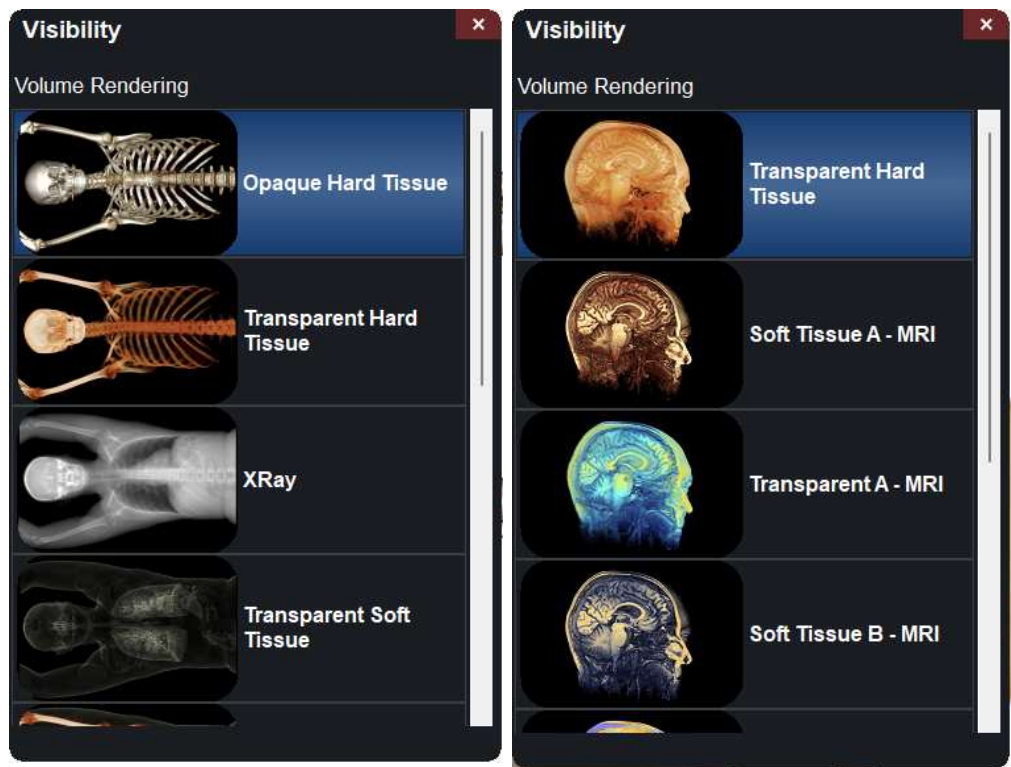 Visibility
×
Volume Rendering
Opaque Hard Tissue
Transparent Hard
Tissue
XRay
Transparent Soft
Tissue
Visibility
×
Volume Rendering
Transparent Hard
Tissue
Soft Tissue A - MRI
Transparent A - MRI
Soft Tissue B - MRI